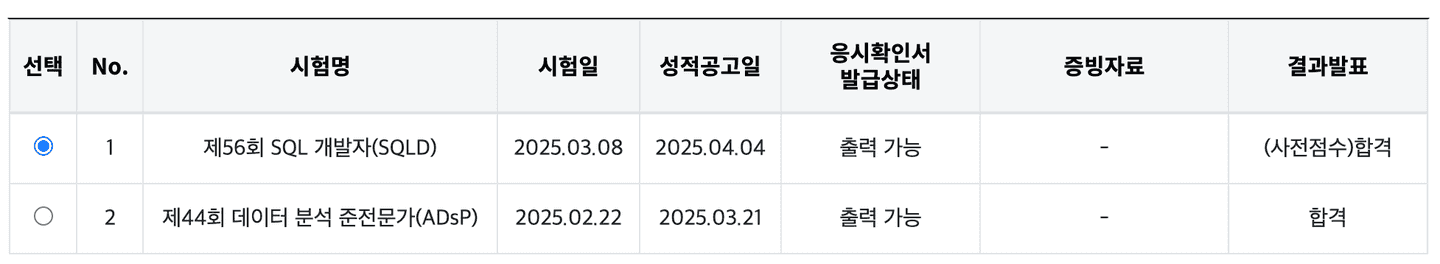 선택 No. 시험명 시험일 성적공고일 응시확인서 발급상태 증빙자료 결과발표
1 제56회 SQL 개발자(SQLD) 2025.03.08 2025.04.04 출력 가능 - (사전점수)합격
2 제44회 데이터 분석 준전문가(ADsP) 2025.02.22 2025.03.21 출력 가능 - 합격